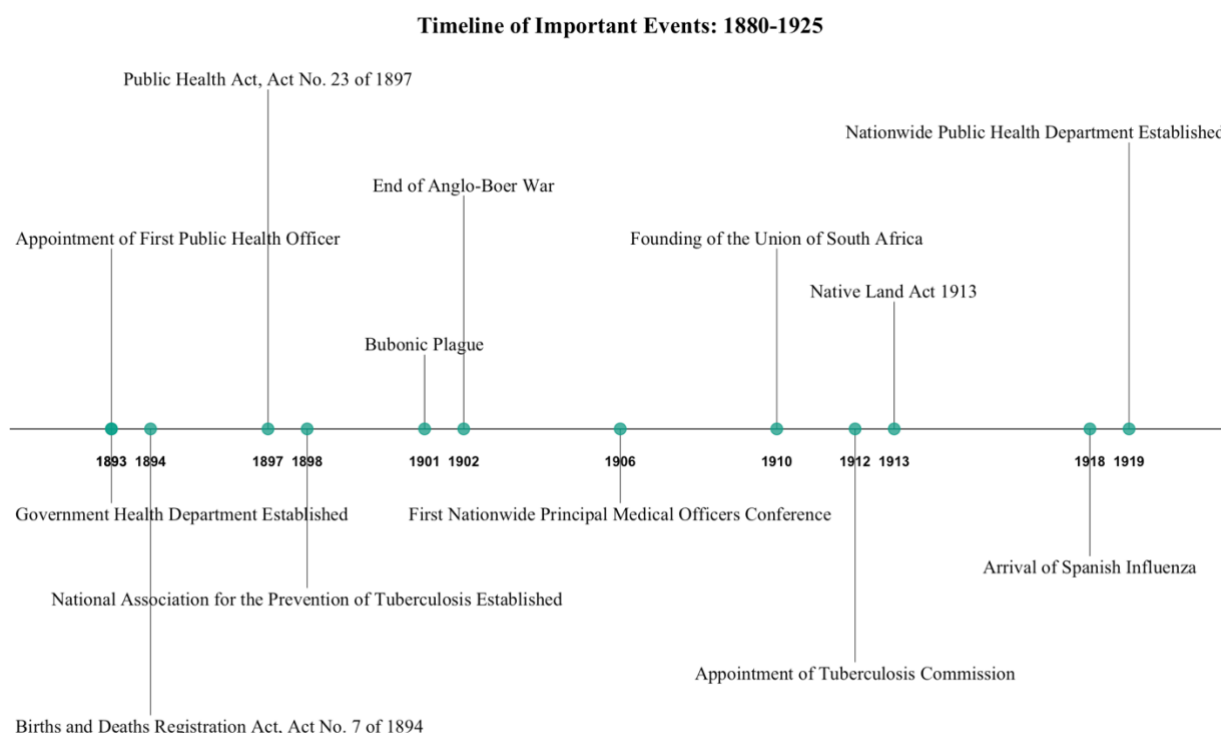 Timeline of Important Events: 1880-1925
Public Health Act, Act No. 23 of 1897
Nationwide Public Health Department Established
End of Anglo-Boer War
Appointment of First Public Health Officer
Founding of the Union of South Africa
Native Land Act 1913
Bubonic Plague
1893 1894 1897 1898 1901 1902 1906 1910 1912 1913 1918 1919
Government Health Department Established
First Nationwide Principal Medical Officers Conference
Arrival of Spanish Influenza
National Association for the Prevention of Tuberculosis Established
Appointment of Tuberculosis Commission
Births and Deaths Registration Act, Act No. 7 of 1894